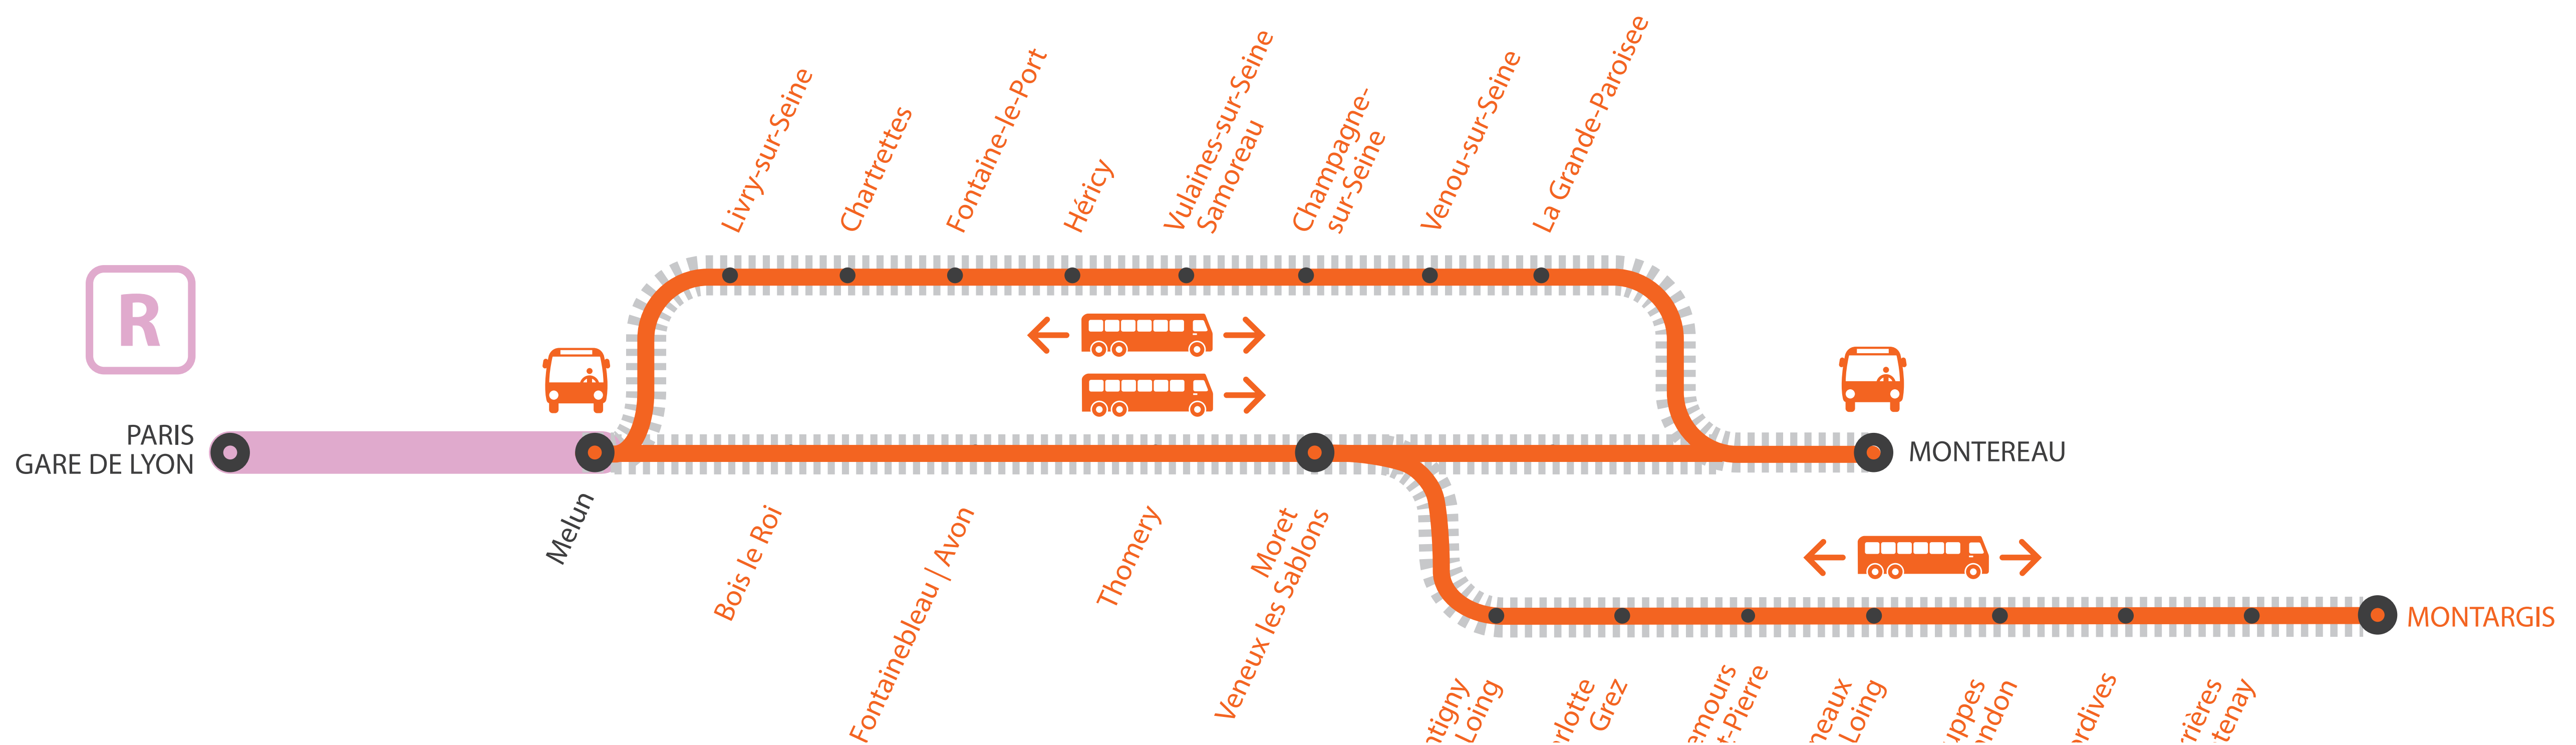 Livry-sur-Seine
Chartrettes
Fontaine-le-Port
Héricy
Vulaines-sur-Seine
Samoreau
Champagne-
sur-Seine
Venou-sur-Seine
La Grande-Paroisee
R
PARIS
GARE DE LYON
MONTEREAU
Melun
Bois le Roi
Fontainebleau | Avon
Thomery
Moret
Veneux les Sablons
MONTARGIS
Loing
Grez
Loing